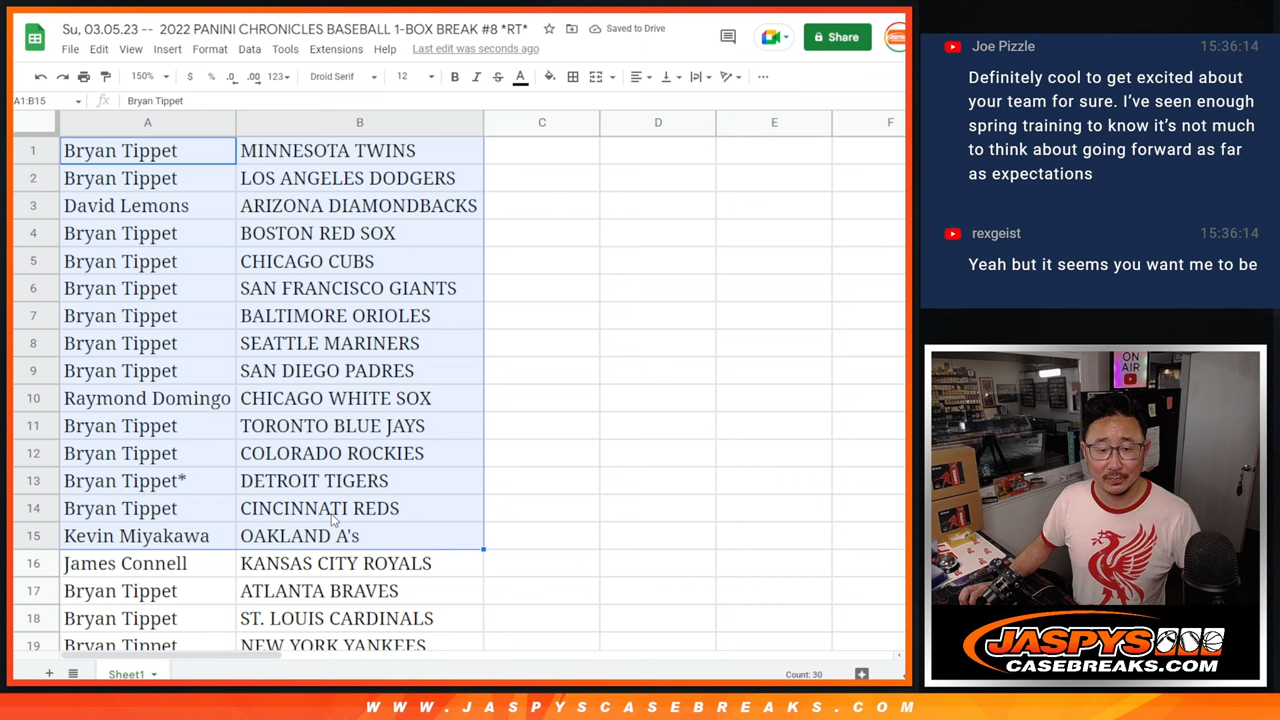 Su, 03.05.23 -- 2022 PANINI CHRONICLES BASEBALL 1-BOX BREAK #8 *RT*
Saved to Drive
Share
File Edit View Insert Format Data Tools Extensions Help Last edit was seconds ago
150% $ % .0 .00 123 Droid Serif 12 B I S A
A1:B15 fx Bryan Tippet
A B C D E F
1 Bryan Tippet MINNESOTA TWINS
2 Bryan Tippet LOS ANGELES DODGERS
3 David Lemons ARIZONA DIAMONDBACKS
4 Bryan Tippet BOSTON RED SOX
5 Bryan Tippet CHICAGO CUBS
6 Bryan Tippet SAN FRANCISCO GIANTS
7 Bryan Tippet BALTIMORE ORIOLES
8 Bryan Tippet SEATTLE MARINERS
9 Bryan Tippet SAN DIEGO PADRES
10 Raymond Domingo CHICAGO WHITE SOX
11 Bryan Tippet TORONTO BLUE JAYS
12 Bryan Tippet COLORADO ROCKIES
13 Bryan Tippet* DETROIT TIGERS
14 Bryan Tippet CINCINNATI REDS
15 Kevin Miyakawa OAKLAND A's
16 James Connell KANSAS CITY ROYALS
17 Bryan Tippet ATLANTA BRAVES
18 Bryan Tippet ST. LOUIS CARDINALS
19 Bryan Tippet NEW YORK YANKEES
Sheet1
Count: 30
Joe Pizzle 15:36:14
Definitely cool to get excited about
your team for sure. I've seen enough
spring training to know it's not much
to think about going forward as far
as expectations
rexgeist 15:36:14
Yeah but it seems you want me to be
ON
AIR
JASPYS
CASEBREAKS.COM
WWW.JASPYSCASEBREAKS.COM